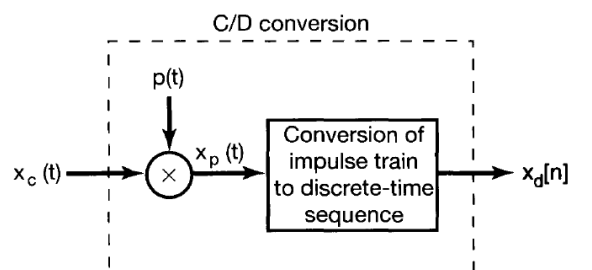 C/D conversion
p(t)
x_c (t)
×
x_p (t)
Conversion of
impulse train
to discrete-time
sequence
x_d[n]